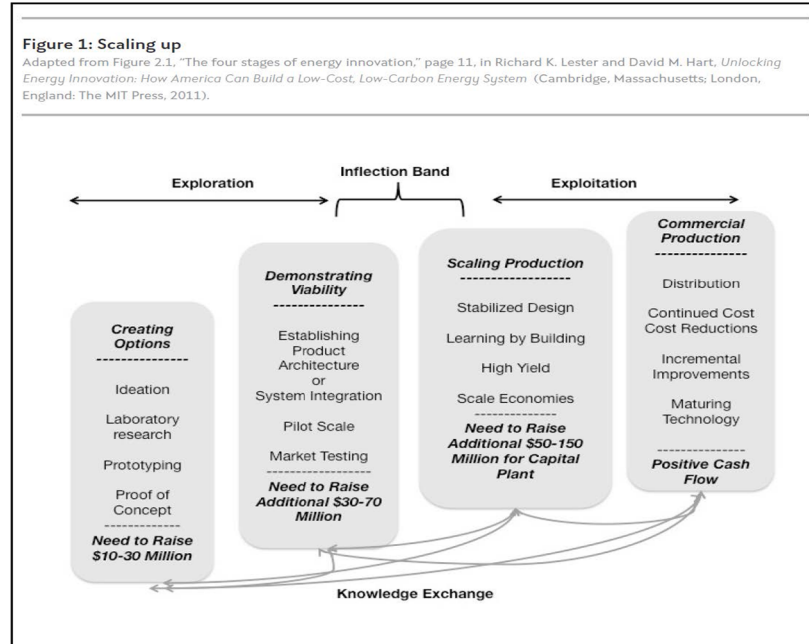 Figure 1: Scaling up
Adapted from Figure 2.1, "The four stages of energy innovation," page 11, in Richard K. Lester and David M. Hart, Unlocking
Energy Innovation: How America Can Build a Low-Cost, Low-Carbon Energy System (Cambridge, Massachusetts; London,
England: The MIT Press, 2011).
Exploration
Inflection Band
Exploitation
Creating
Options
Ideation
Laboratory
research
Prototyping
Proof of
Concept
Need to Raise
$10-30 Million
Demonstrating
Viability
Establishing
Product
Architecture
or
System Integration
Pilot Scale
Market Testing
Need to Raise
Additional $30-70
Million
Scaling Production
Stabilized Design
Learning by Building
High Yield
Scale Economies
Need to Raise
Additional $50-150
Million for Capital
Plant
Commercial
Production
Distribution
Continued Cost
Cost Reductions
Incremental
Improvements
Maturing
Technology
Positive Cash
Flow
Knowledge Exchange